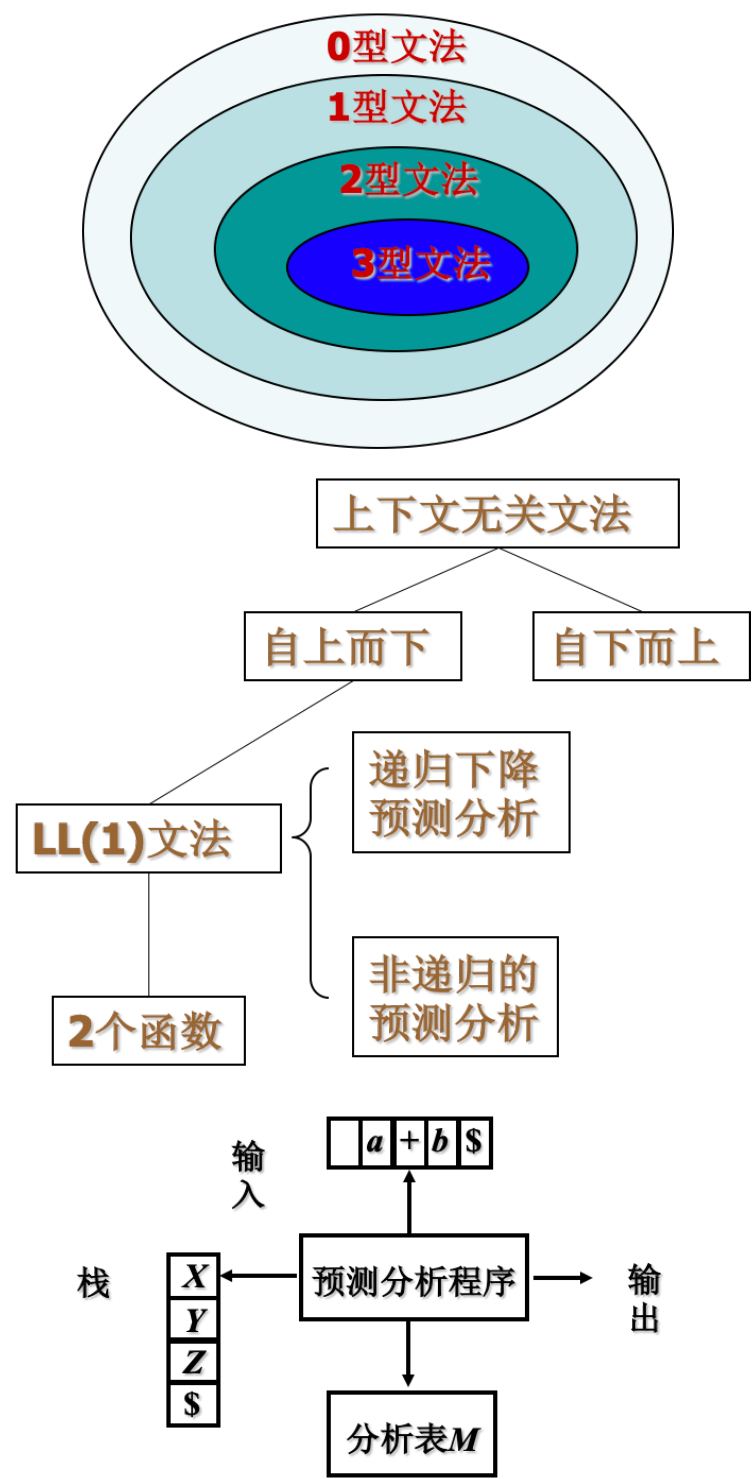 0型文法
1型文法
2型文法
3型文法
上下文无关文法
自上而下
自下而上
递归下降
预测分析
LL(1)文法
非递归的
预测分析
2个函数
a + b $
输
入
预测分析程序
栈
X
Y
Z
$
输
出
分析表M